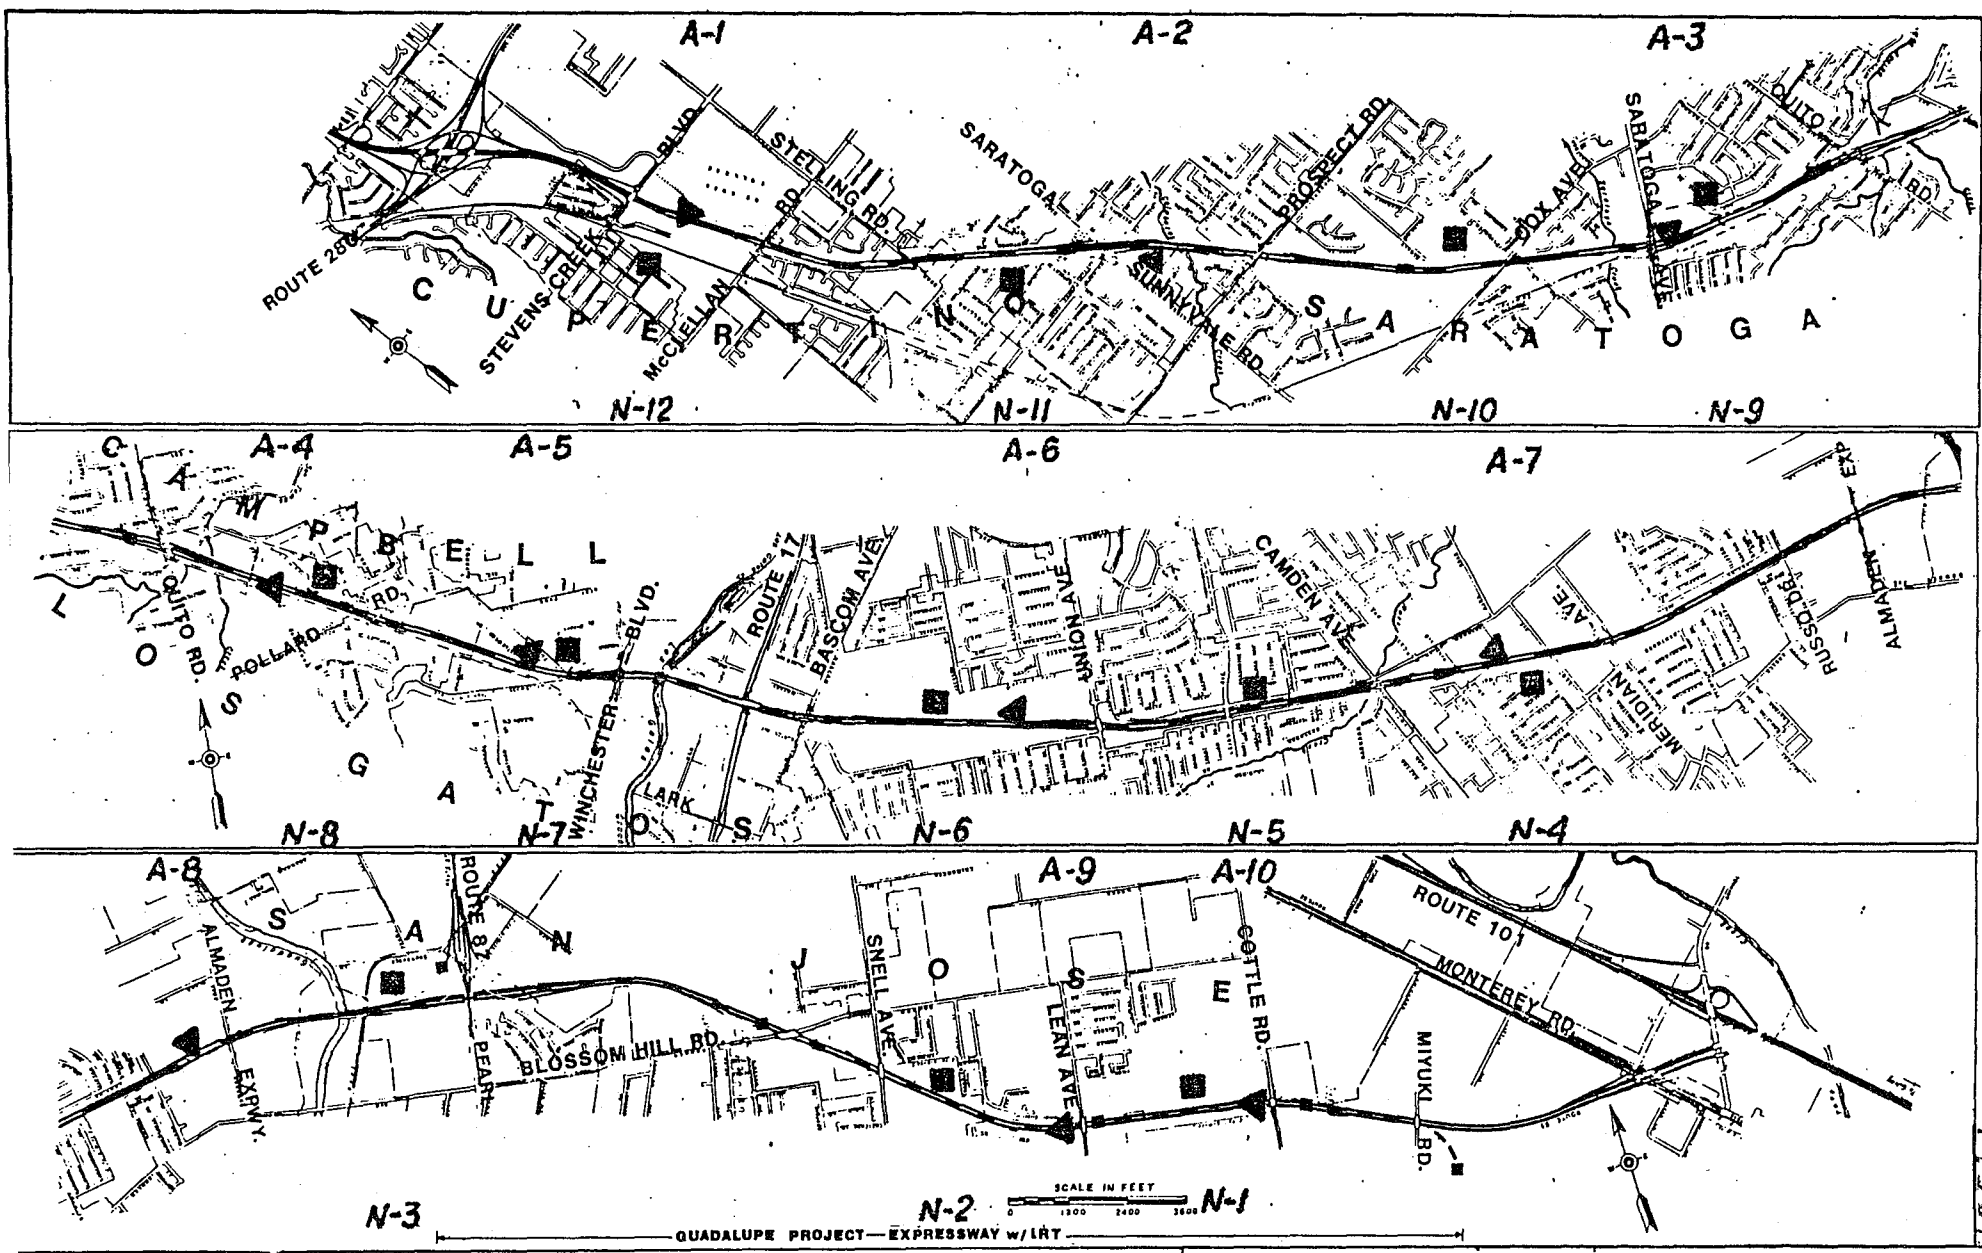 A-1
A-2
A-3
BLVD.
STELLING RD.
RD.
SARATOGA
PROSPECT RD.
SARATOGA AVE
QUITO
RD.
COX AVE
ROUTE 280
STEVENS CREEK
McCLELLAN
SUNNYVALE RD.
C U P E R T I N O
S A R A T O G A
N-12
N-11
N-10
N-9
A-4
A-5
A-6
A-7
C A M P B E L L
EXP
ALMADEN
ROUTE 17
BASCOM AVE.
UNION AVE.
CAMDEN AVE
AVE.
MERIDIAN
RUSSO DR.
QUITO RD.
POLLARD
RD.
BLVD.
WINCHESTER
LARK
L O S
G A T O S
N-8
N-7
N-6
N-5
N-4
A-8
A-9
A-10
ROUTE 87
S A N
J O S E
ALMADEN
EXPWY.
PEARL
BLOSSOM HILL RD.
SNELL AVE.
LEAN AVE
COTTLE RD.
ROUTE 101
MONTEREY RD.
MIYUKI
N-3
N-2
N-1
SCALE IN FEET
0 1200 2400 3600
GUADALUPE PROJECT—EXPRESSWAY w/LRT